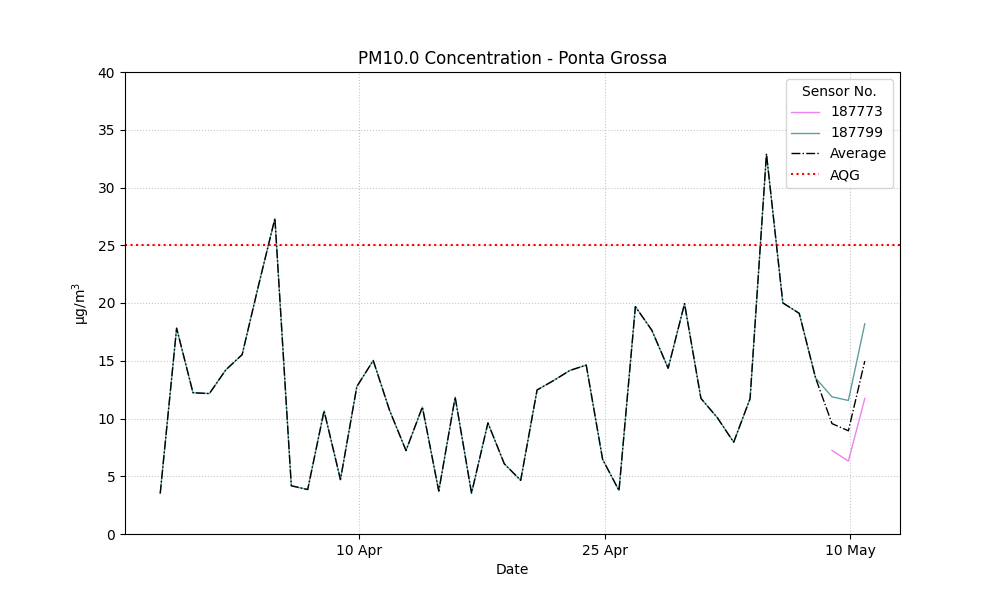 PM10.0 Concentration - Ponta Grossa
40
35
30
25
20
15
10
5
0
µg/m³
10 Apr
25 Apr
10 May
Date
Sensor No.
187773
187799
Average
AQG